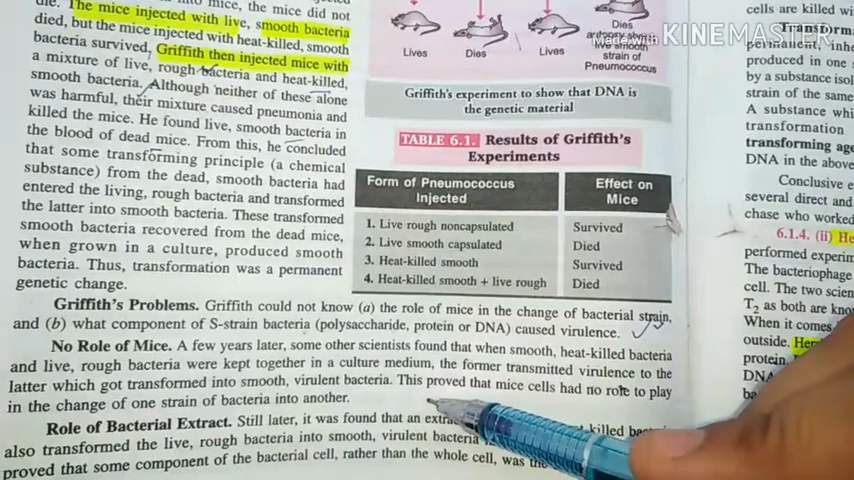 into mice, the mice did not
die. The mice injected with live, smooth bacteria
died, but the mice injected with heat-killed, smooth
bacteria survived. Griffith then injected mice with
a mixture of live, rough bacteria and heat-killed,
smooth bacteria. Although neither of these alone
was harmful, their mixture caused pneumonia and
killed the mice. He found live, smooth bacteria in
the blood of dead mice. From this, he concluded
that some transforming principle (a chemical
substance) from the dead, smooth bacteria had
entered the living, rough bacteria and transformed
the latter into smooth bacteria. These transformed
smooth bacteria recovered from the dead mice,
when grown in a culture, produced smooth
bacteria. Thus, transformation was a permanent
genetic change.
Lives Dies Lives Dies
live smooth
strain of
Pneumococcus
Griffith's experiment to show that DNA is
the genetic material
TABLE 6.1. Results of Griffith's
Experiments
Form of Pneumococcus Effect on
Injected Mice
1. Live rough noncapsulated Survived
2. Live smooth capsulated Died
3. Heat-killed smooth Survived
4. Heat-killed smooth + live rough Died
Griffith's Problems. Griffith could not know (a) the role of mice in the change of bacterial strain,
and (b) what component of S-strain bacteria (polysaccharide, protein or DNA) caused virulence.
No Role of Mice. A few years later, some other scientists found that when smooth, heat-killed bacteria
and live, rough bacteria were kept together in a culture medium, the former transmitted virulence to the
latter which got transformed into smooth, virulent bacteria. This proved that mice cells had no role to play
in the change of one strain of bacteria into another.
Role of Bacterial Extract. Still later, it was found that an killed
also transformed the live, rough bacteria into smooth, virulent bacteria
proved that some component of the bacterial cell, rather than the whole cell, was
cells are killed
produced in one
by a substance
strain of the same
A substance
transformation
transforming
DNA in the above
Conclusive
several direct and
chase who worked
6.1.4. (ii)
performed
The bacteriophage
cell. The two
T2 as both are
When it comes
outside.
protein.
DNA
Made with KINEMASTER